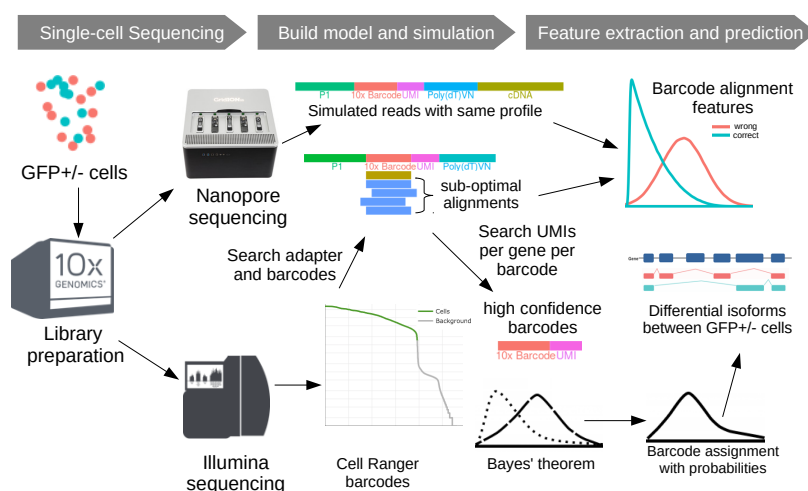 Single-cell Sequencing
Build model and simulation
Feature extraction and prediction
GFP+/- cells
10x
GENOMICS
Library
preparation
Nanopore
sequencing
Illumina
sequencing
P1
10x Barcode
UMI
Poly(dT)VN
cDNA
Simulated reads with same profile
P1
10x Barcode
UMI
Poly(dT)VN
sub-optimal
alignments
Search adapter
and barcodes
Search UMIs
per gene per
barcode
Cells
Background
Cell Ranger
barcodes
high confidence
barcodes
10x Barcode
UMI
Bayes' theorem
Barcode alignment
features
wrong
correct
Gene
Differential isoforms
between GFP+/- cells
Barcode assignment
with probabilities